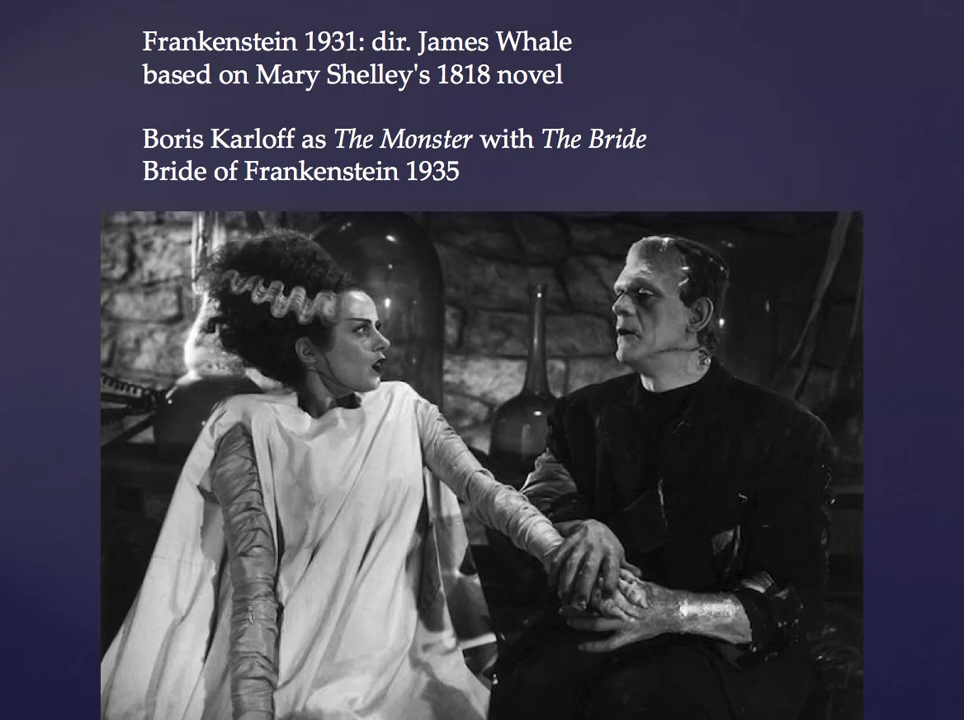 Frankenstein 1931: dir. James Whale
based on Mary Shelley's 1818 novel
Boris Karloff as The Monster with The Bride
Bride of Frankenstein 1935